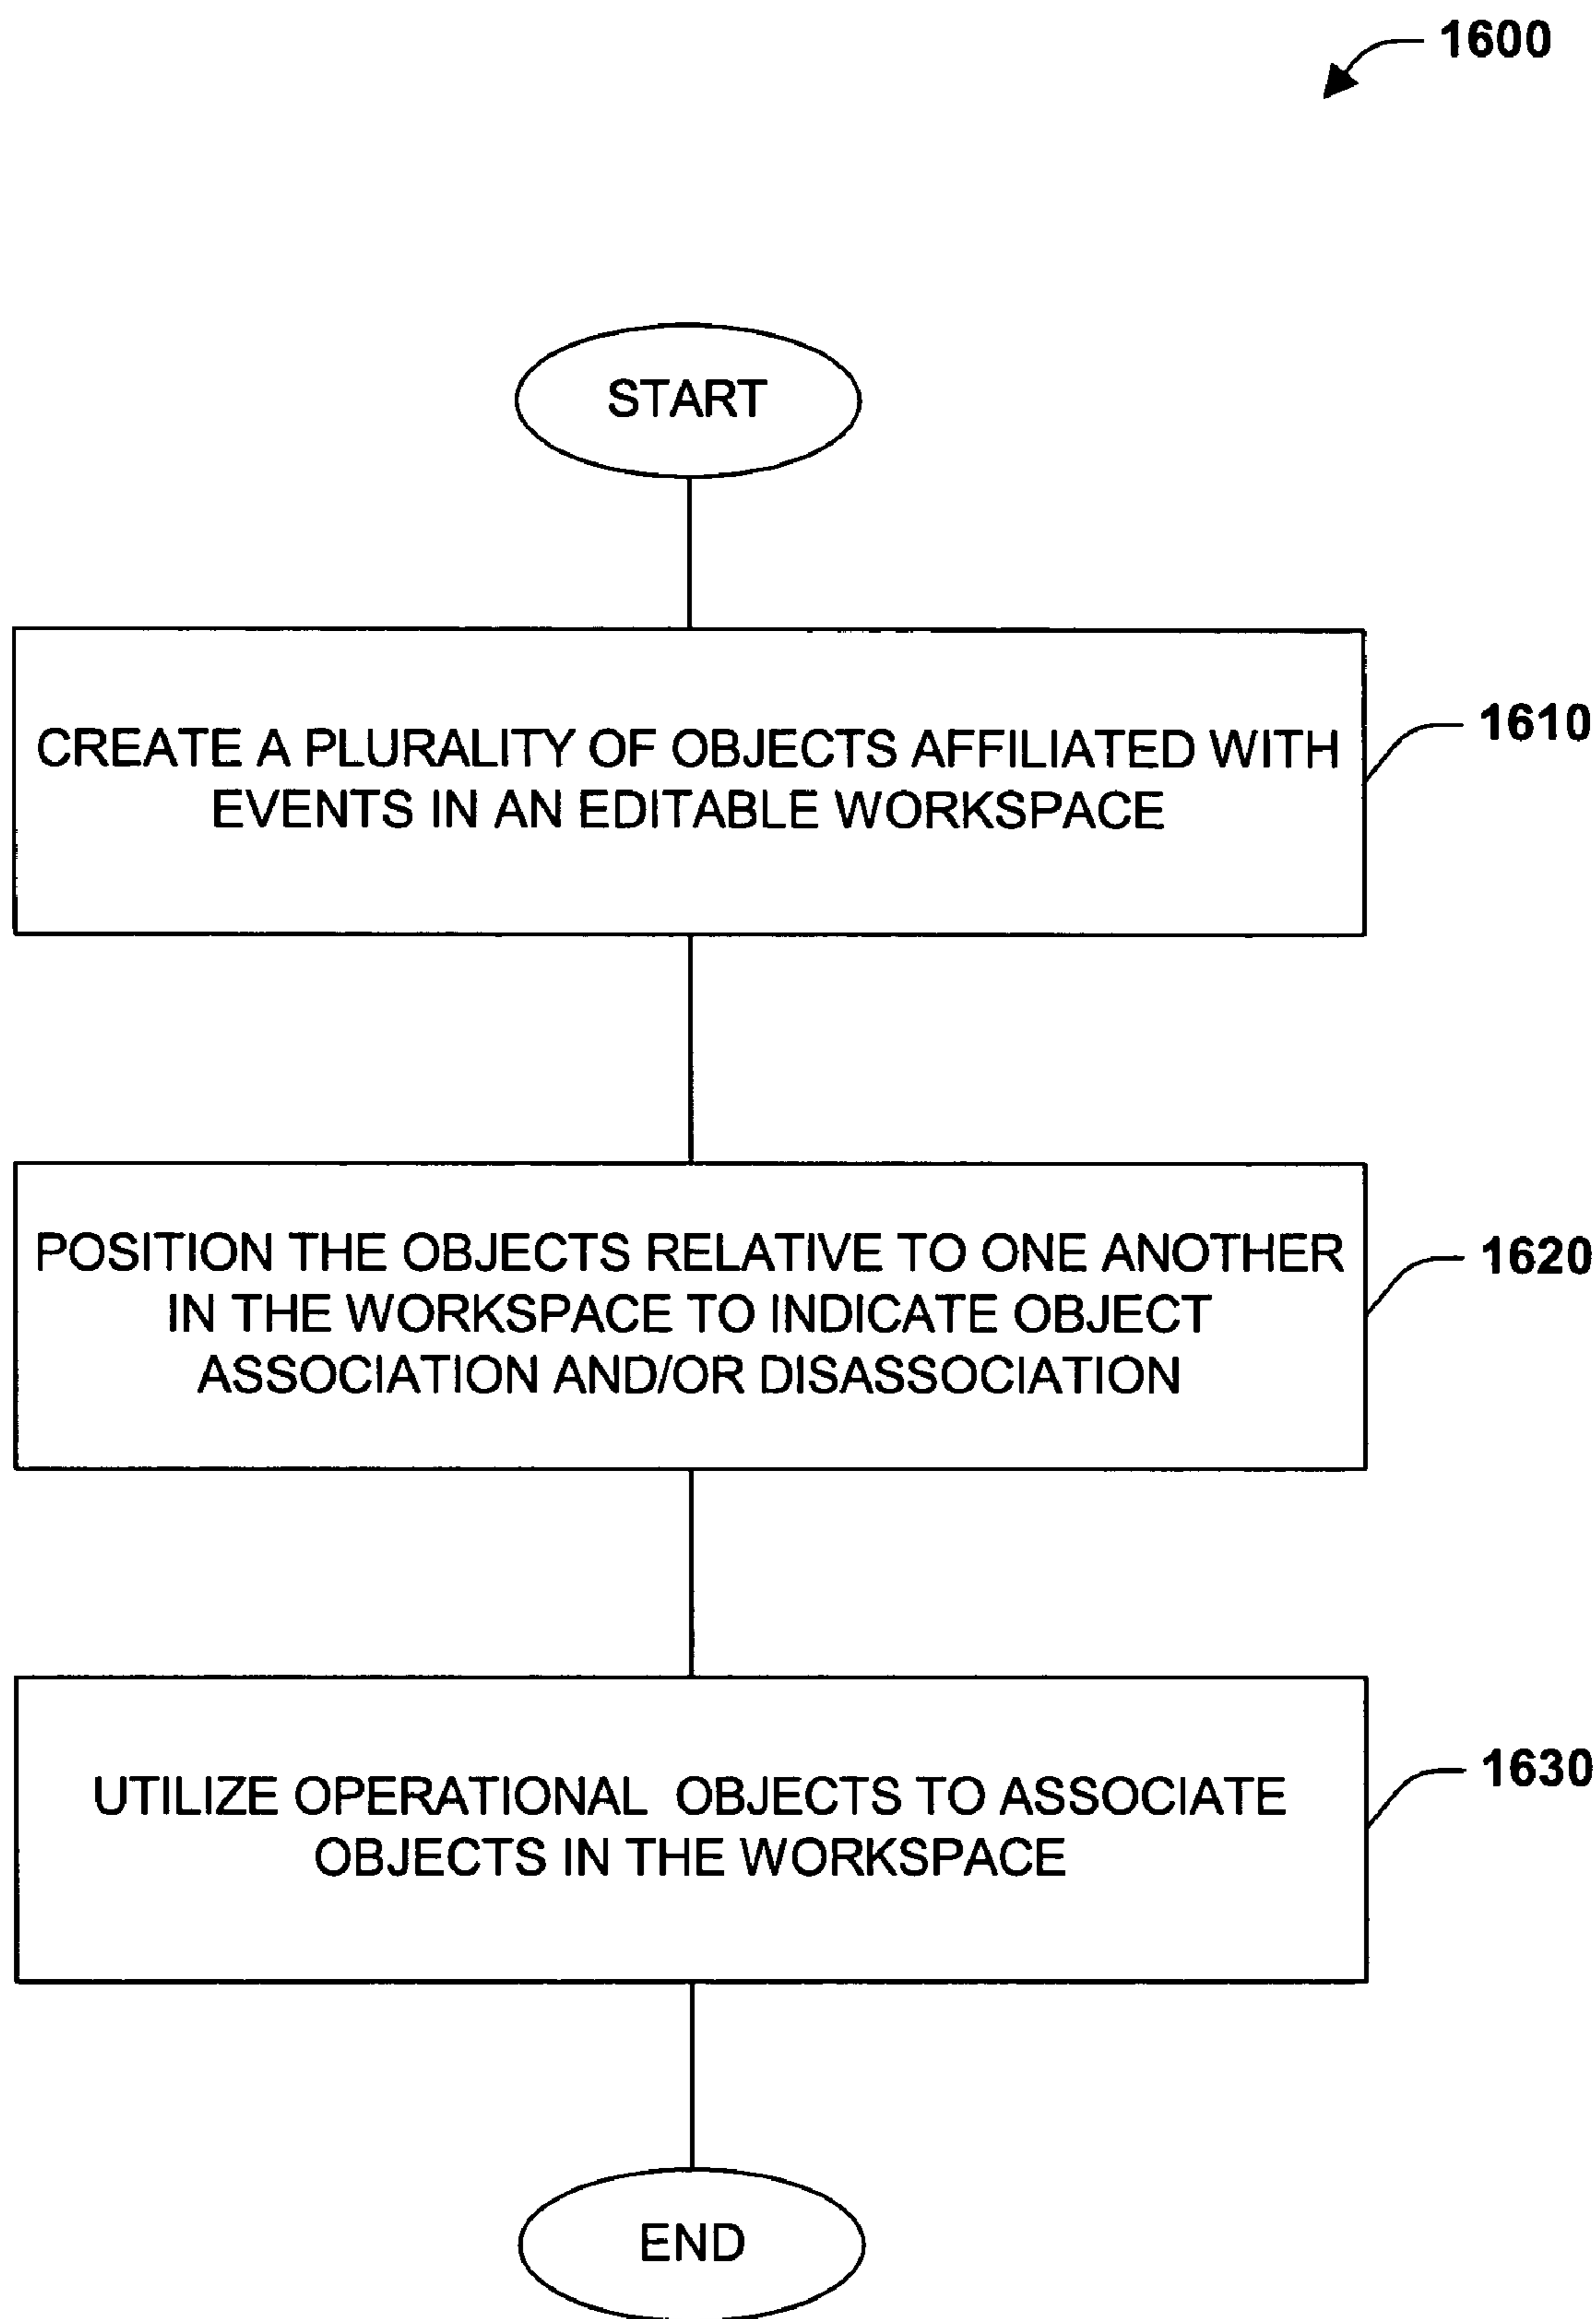 1600
START
CREATE A PLURALITY OF OBJECTS AFFILIATED WITH
EVENTS IN AN EDITABLE WORKSPACE
1610
POSITION THE OBJECTS RELATIVE TO ONE ANOTHER
IN THE WORKSPACE TO INDICATE OBJECT
ASSOCIATION AND/OR DISASSOCIATION
1620
UTILIZE OPERATIONAL OBJECTS TO ASSOCIATE
OBJECTS IN THE WORKSPACE
1630
END